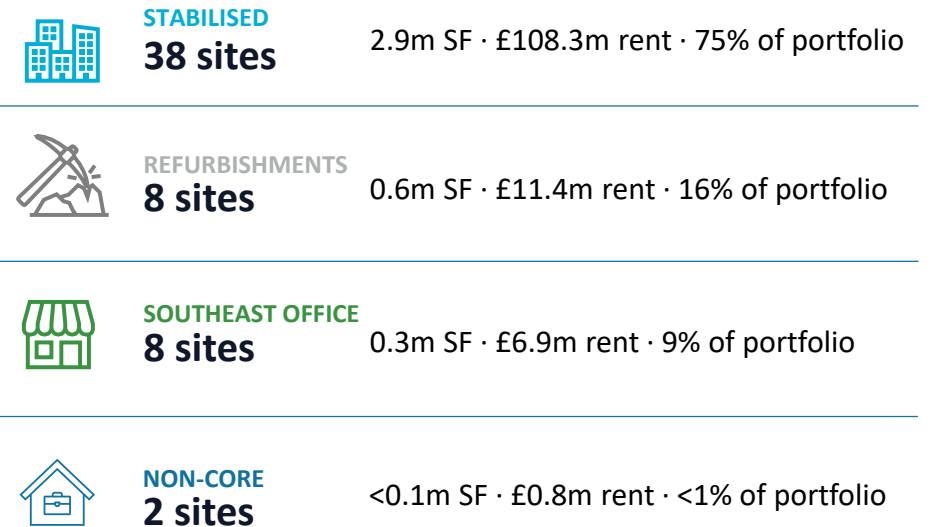 STABILISED
38 sites
2.9m SF · £108.3m rent · 75% of portfolio
REFURBISHMENTS
8 sites
0.6m SF · £11.4m rent · 16% of portfolio
SOUTHEAST OFFICE
8 sites
0.3m SF · £6.9m rent · 9% of portfolio
NON-CORE
2 sites
<0.1m SF · £0.8m rent · <1% of portfolio